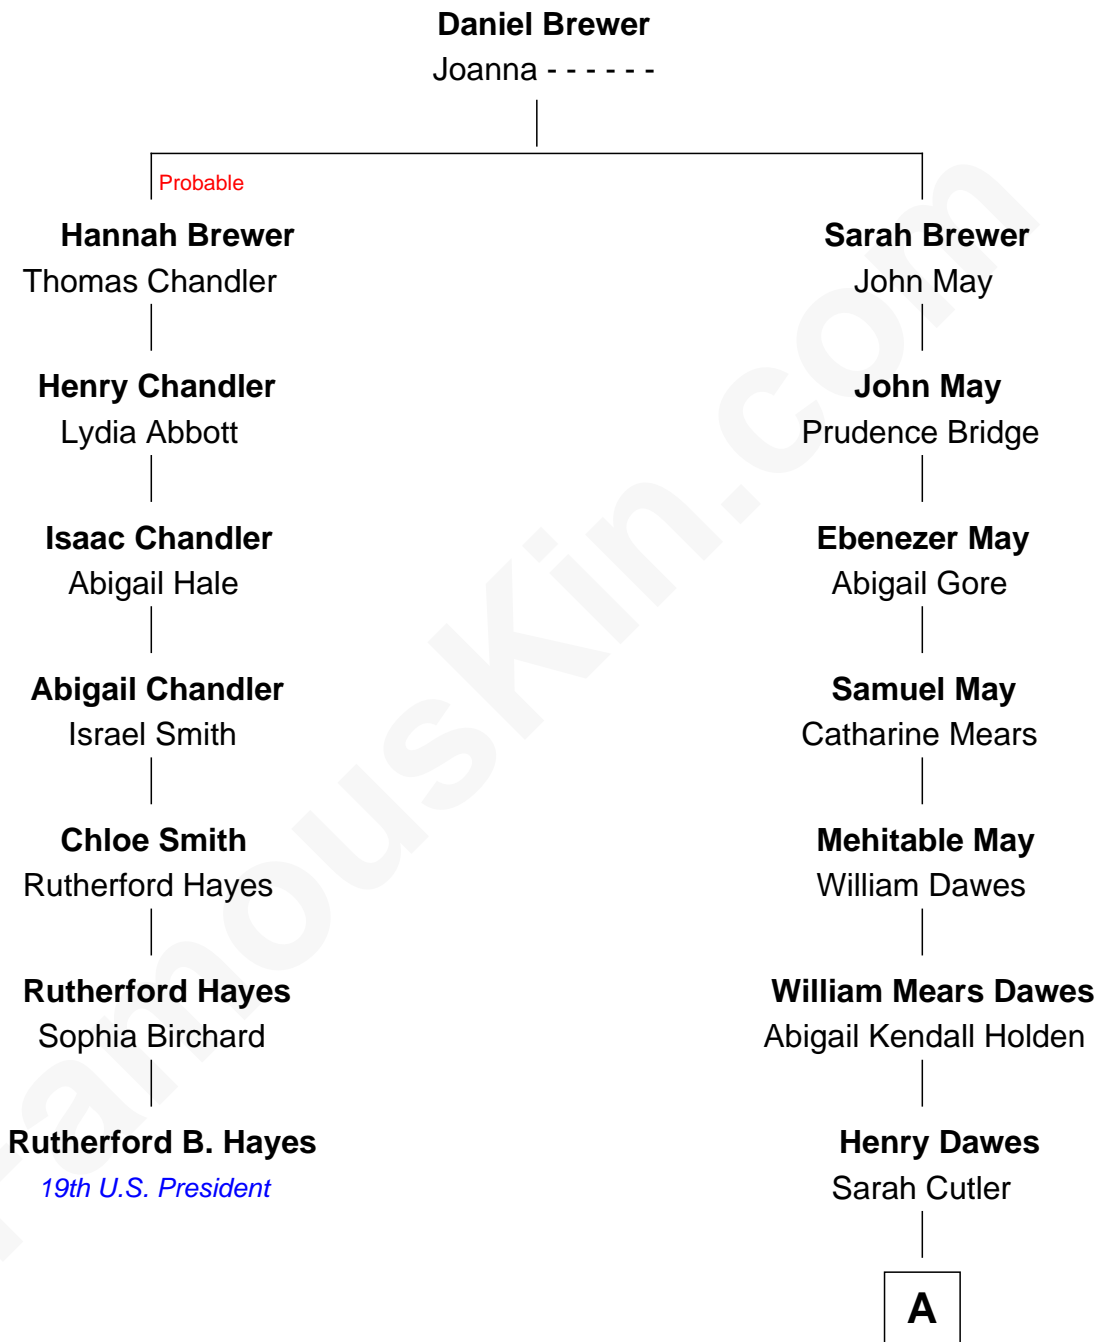 Daniel Brewer
Joanna - - - - - -
Probable
Hannah Brewer
Thomas Chandler
Sarah Brewer
John May
Henry Chandler
Lydia Abbott
John May
Prudence Bridge
Isaac Chandler
Abigail Hale
Ebenezer May
Abigail Gore
Abigail Chandler
Israel Smith
Samuel May
Catharine Mears
Chloe Smith
Rutherford Hayes
Mehitable May
William Dawes
Rutherford Hayes
Sophia Birchard
William Mears Dawes
Abigail Kendall Holden
Rutherford B. Hayes
19th U.S. President
Henry Dawes
Sarah Cutler
A
FamousKin.com